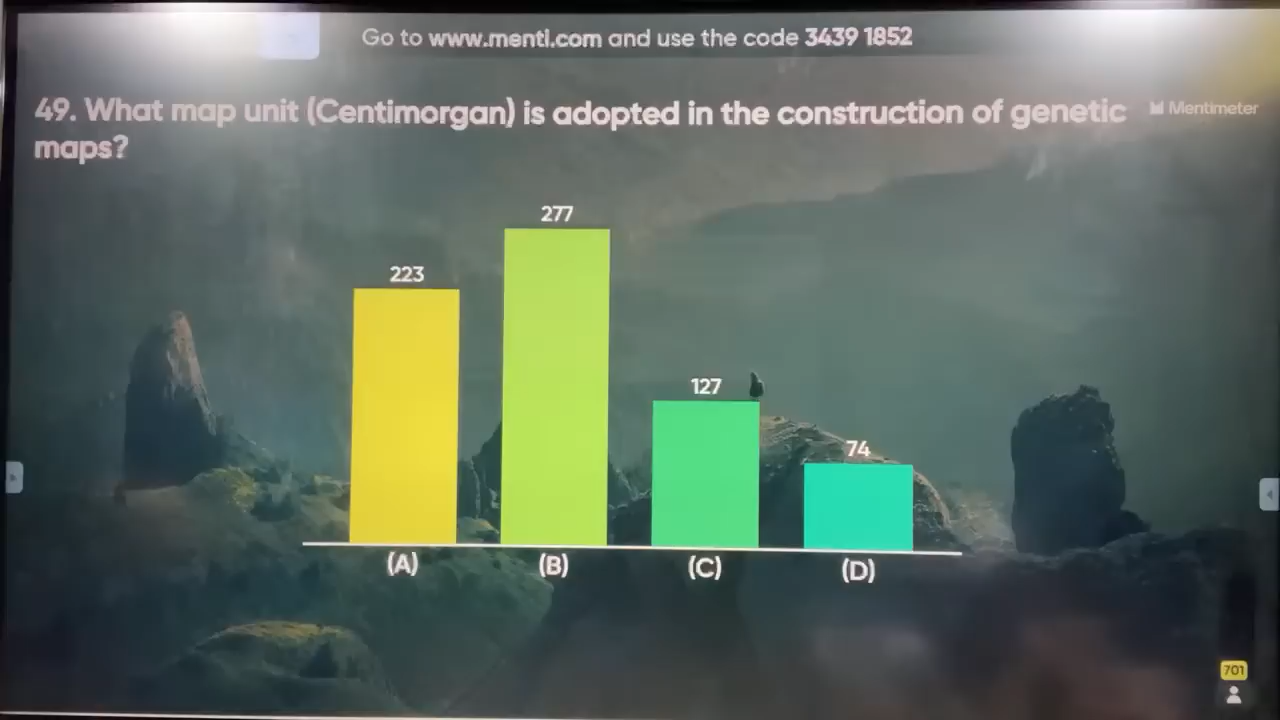 Go to www.menti.com and use the code 3439 1852
49. What map unit (Centimorgan) is adopted in the construction of genetic
maps?
Mentimeter
277
223
127
74
(A)
(B)
(C)
(D)
701